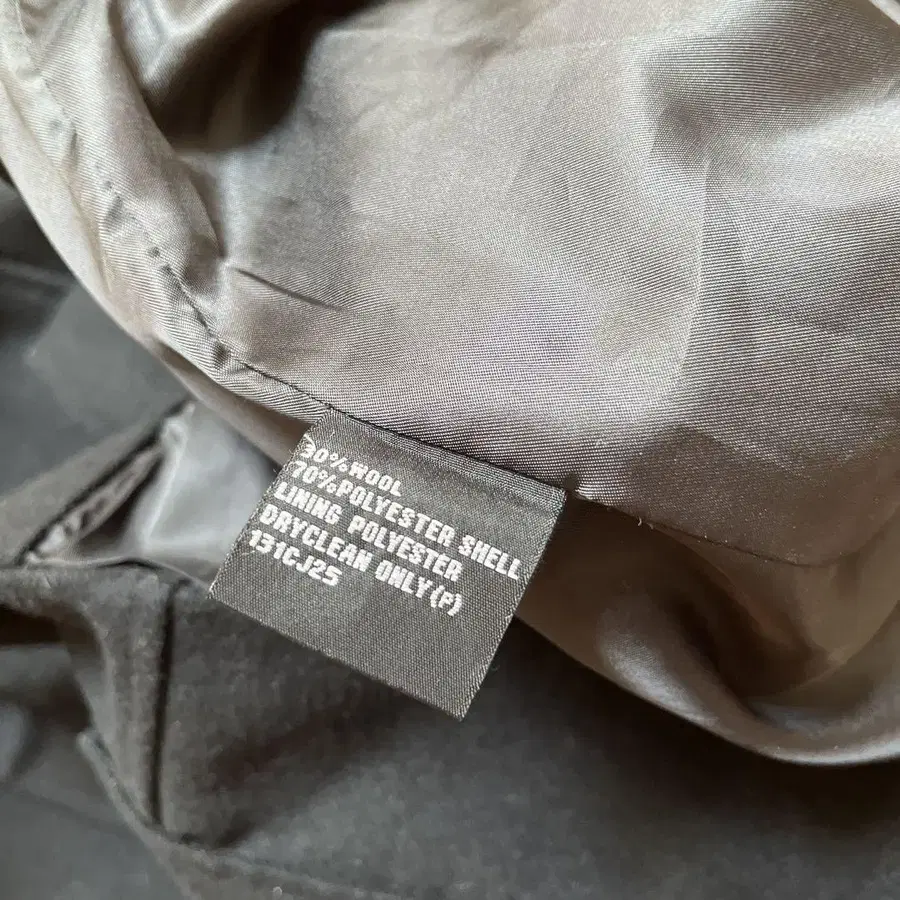 30%WOOL
70%POLYESTER SHELL
LINING POLYESTER
DRYCLEAN ONLY(P)
131CJ25